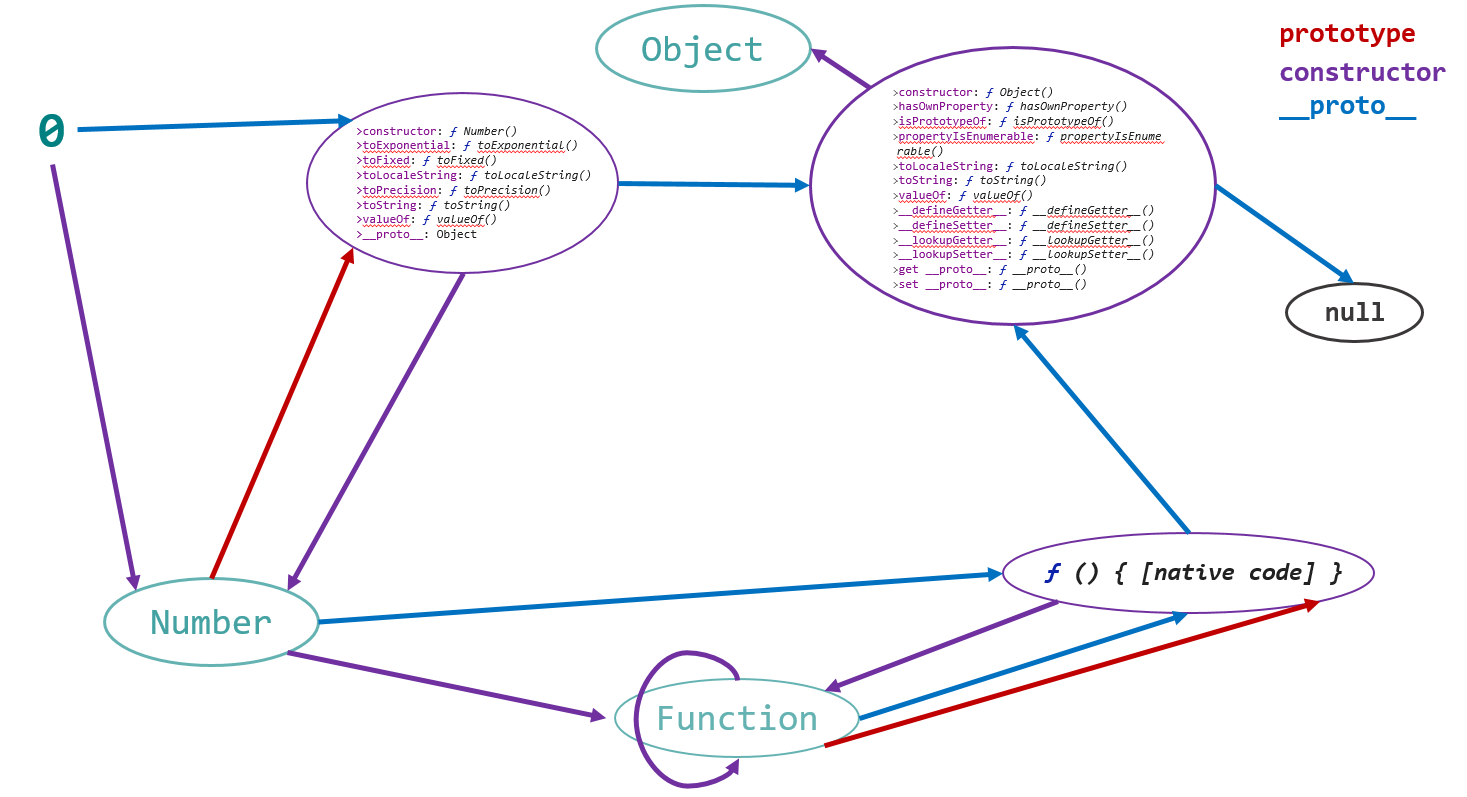 prototype
constructor
__proto__
Object
0
>constructor: ƒ Number()
>toExponential: ƒ toExponential()
>toFixed: ƒ toFixed()
>toLocaleString: ƒ toLocaleString()
>toPrecision: ƒ toPrecision()
>toString: ƒ toString()
>valueOf: ƒ valueOf()
>__proto__: Object
>constructor: ƒ Object()
>hasOwnProperty: ƒ hasOwnProperty()
>isPrototypeOf: ƒ isPrototypeOf()
>propertyIsEnumerable: ƒ propertyIsEnume
rable()
>toLocaleString: ƒ toLocaleString()
>toString: ƒ toString()
>valueOf: ƒ valueOf()
>__defineGetter__: ƒ __defineGetter__()
>__defineSetter__: ƒ __defineSetter__()
>__lookupGetter__: ƒ __lookupGetter__()
>__lookupSetter__: ƒ __lookupSetter__()
>get __proto__: ƒ __proto__()
>set __proto__: ƒ __proto__()
null
ƒ () { [native code] }
Number
Function